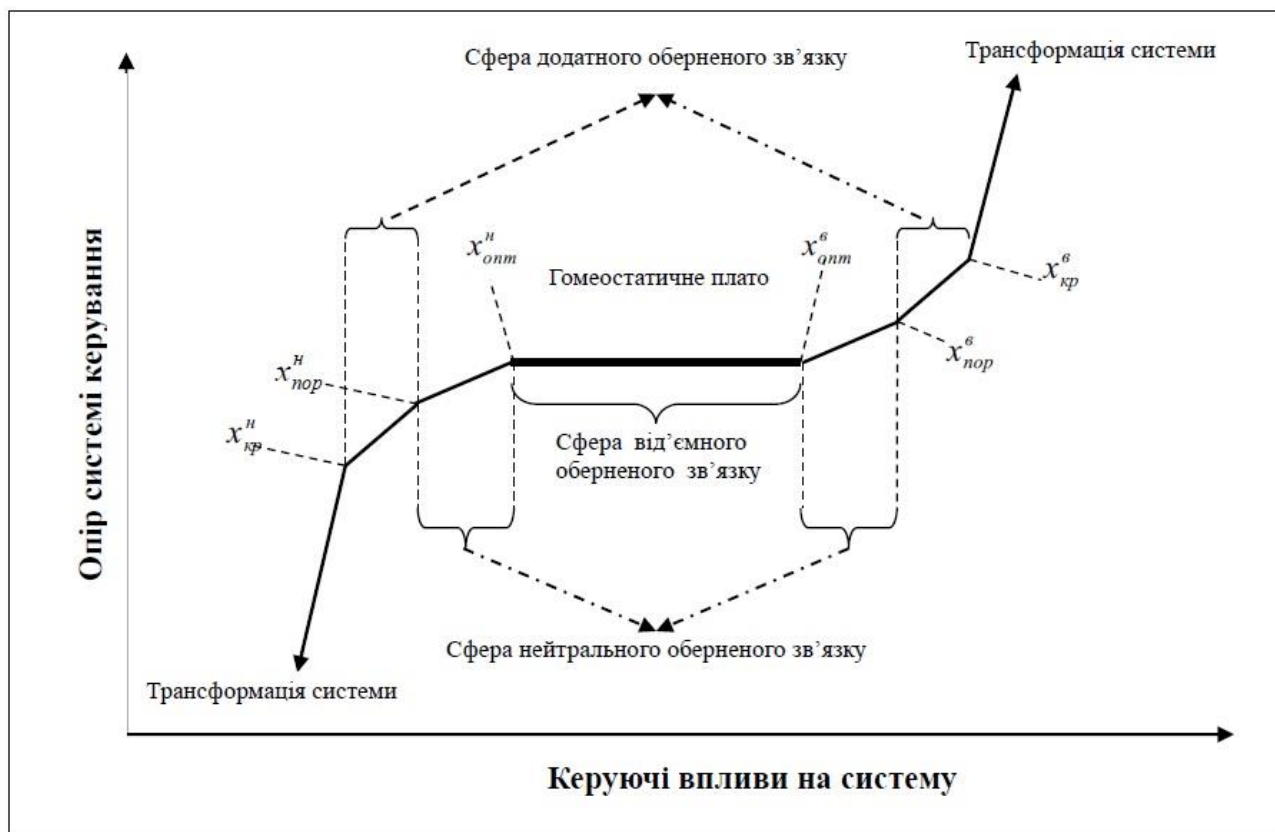 Сфера додатного оберненого зв’язку
Трансформація системи
x^н_опт
x^в_опт
Гомеостатичне плато
x^в_кр
x^в_пор
x^н_пор
x^н_кр
Сфера від’ємного
оберненого зв’язку
Сфера нейтрального оберненого зв’язку
Трансформація системи
Опір системі керування
Керуючі впливи на систему